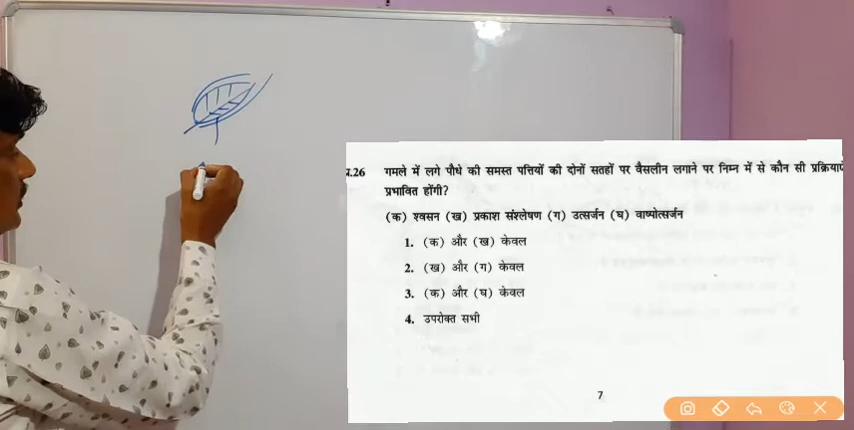 प्र.26 गमले में लगे पौधे की समस्त पत्तियों की दोनों सतहों पर वैसलीन लगाने पर निम्न में से कौन सी प्रक्रियाएं
प्रभावित होंगी?
(क) श्वसन (ख) प्रकाश संश्लेषण (ग) उत्सर्जन (घ) वाष्पोत्सर्जन
1. (क) और (ख) केवल
2. (ख) और (ग) केवल
3. (क) और (घ) केवल
4. उपरोक्त सभी
7